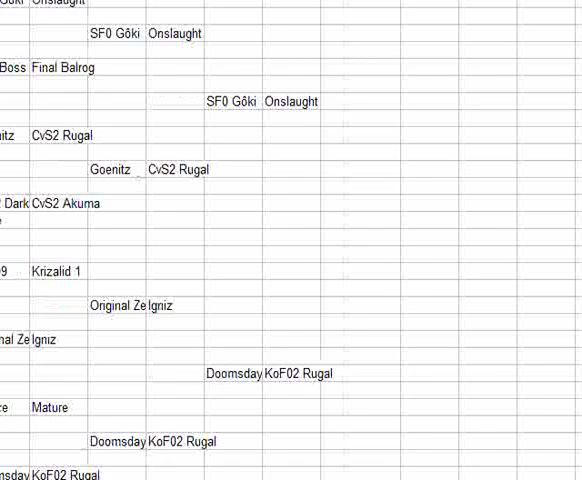 Onslaught
SF0 Gôki Onslaught
Boss Final Balrog
SF0 Gôki Onslaught
CvS2 Rugal
Goenitz CvS2 Rugal
Dark CvS2 Akuma
Krizalid 1
Original Ze Igniz
Ze Igniz
Doomsday KoF02 Rugal
Mature
Doomsday KoF02 Rugal
KoF02 Rugal